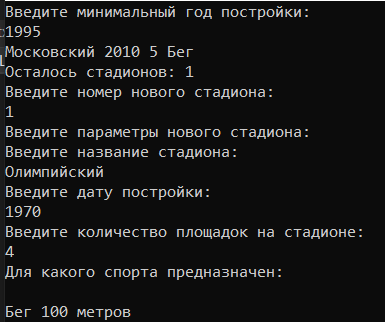 Введите минимальный год постройки:
1995
Московский 2010 5 Бег
Осталось стадионов: 1
Введите номер нового стадиона:
1
Введите параметры нового стадиона:
Введите название стадиона:
Олимпийский
Введите дату постройки:
1970
Введите количество площадок на стадионе:
4
Для какого спорта предназначен:
Бег 100 метров